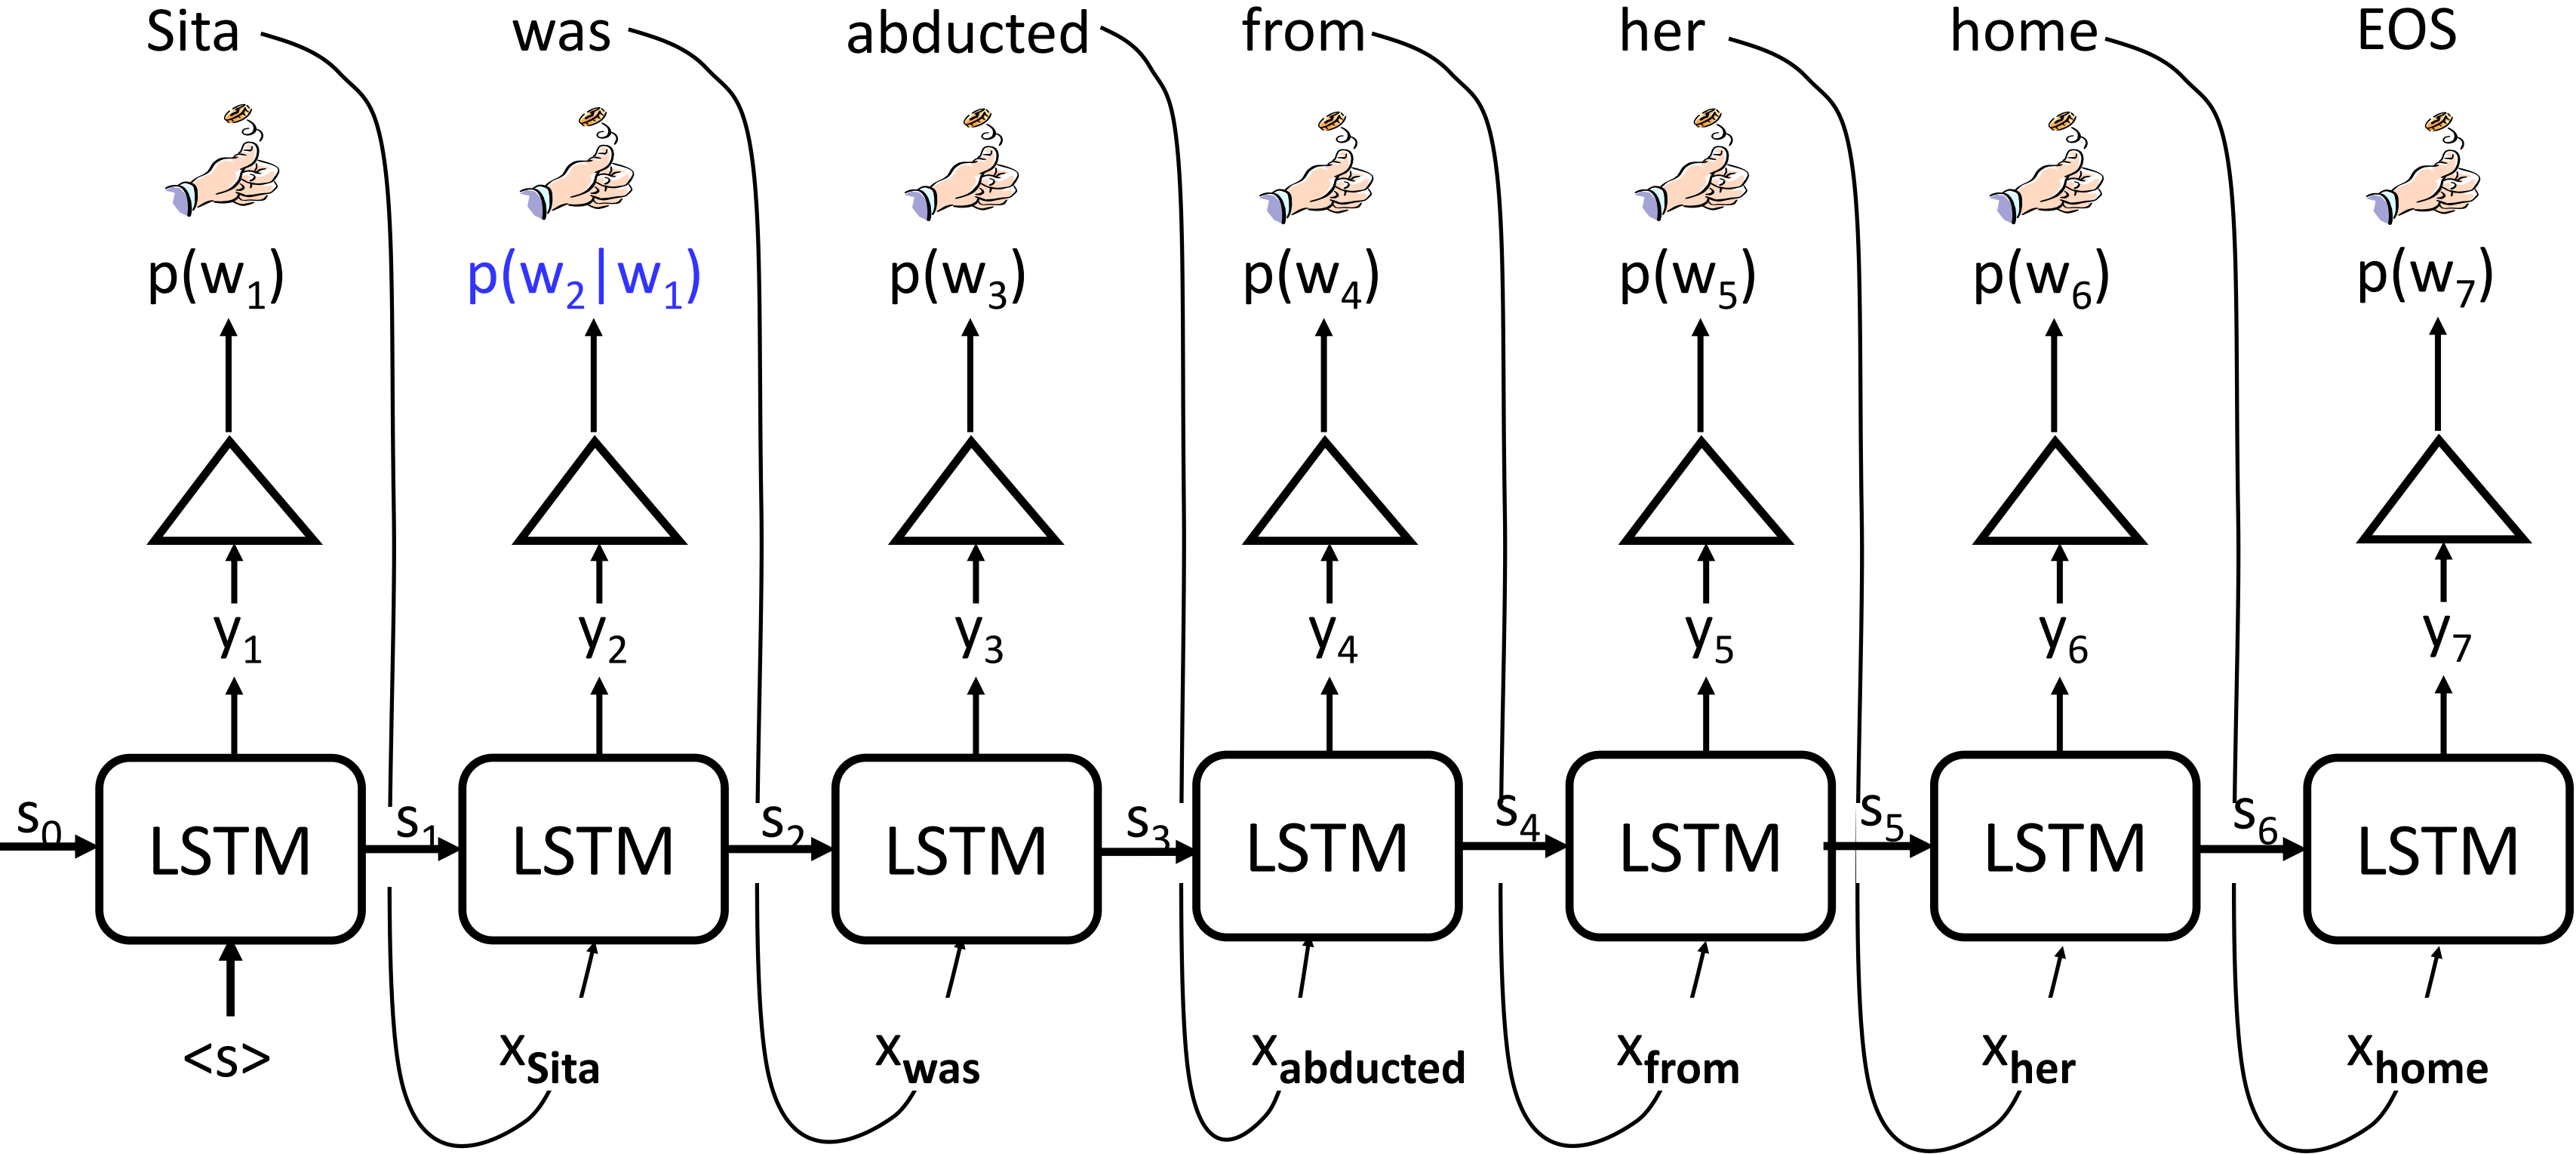 Sita was abducted from her home EOS
p(w₁) p(w₂|w₁) p(w₃) p(w₄) p(w₅) p(w₆) p(w₇)
y₁ y₂ y₃ y₄ y₅ y₆ y₇
s₀ LSTM s₁ LSTM s₂ LSTM s₃ LSTM s₄ LSTM s₅ LSTM s₆ LSTM
<s> xSita xwas xabducted xfrom xher xhome